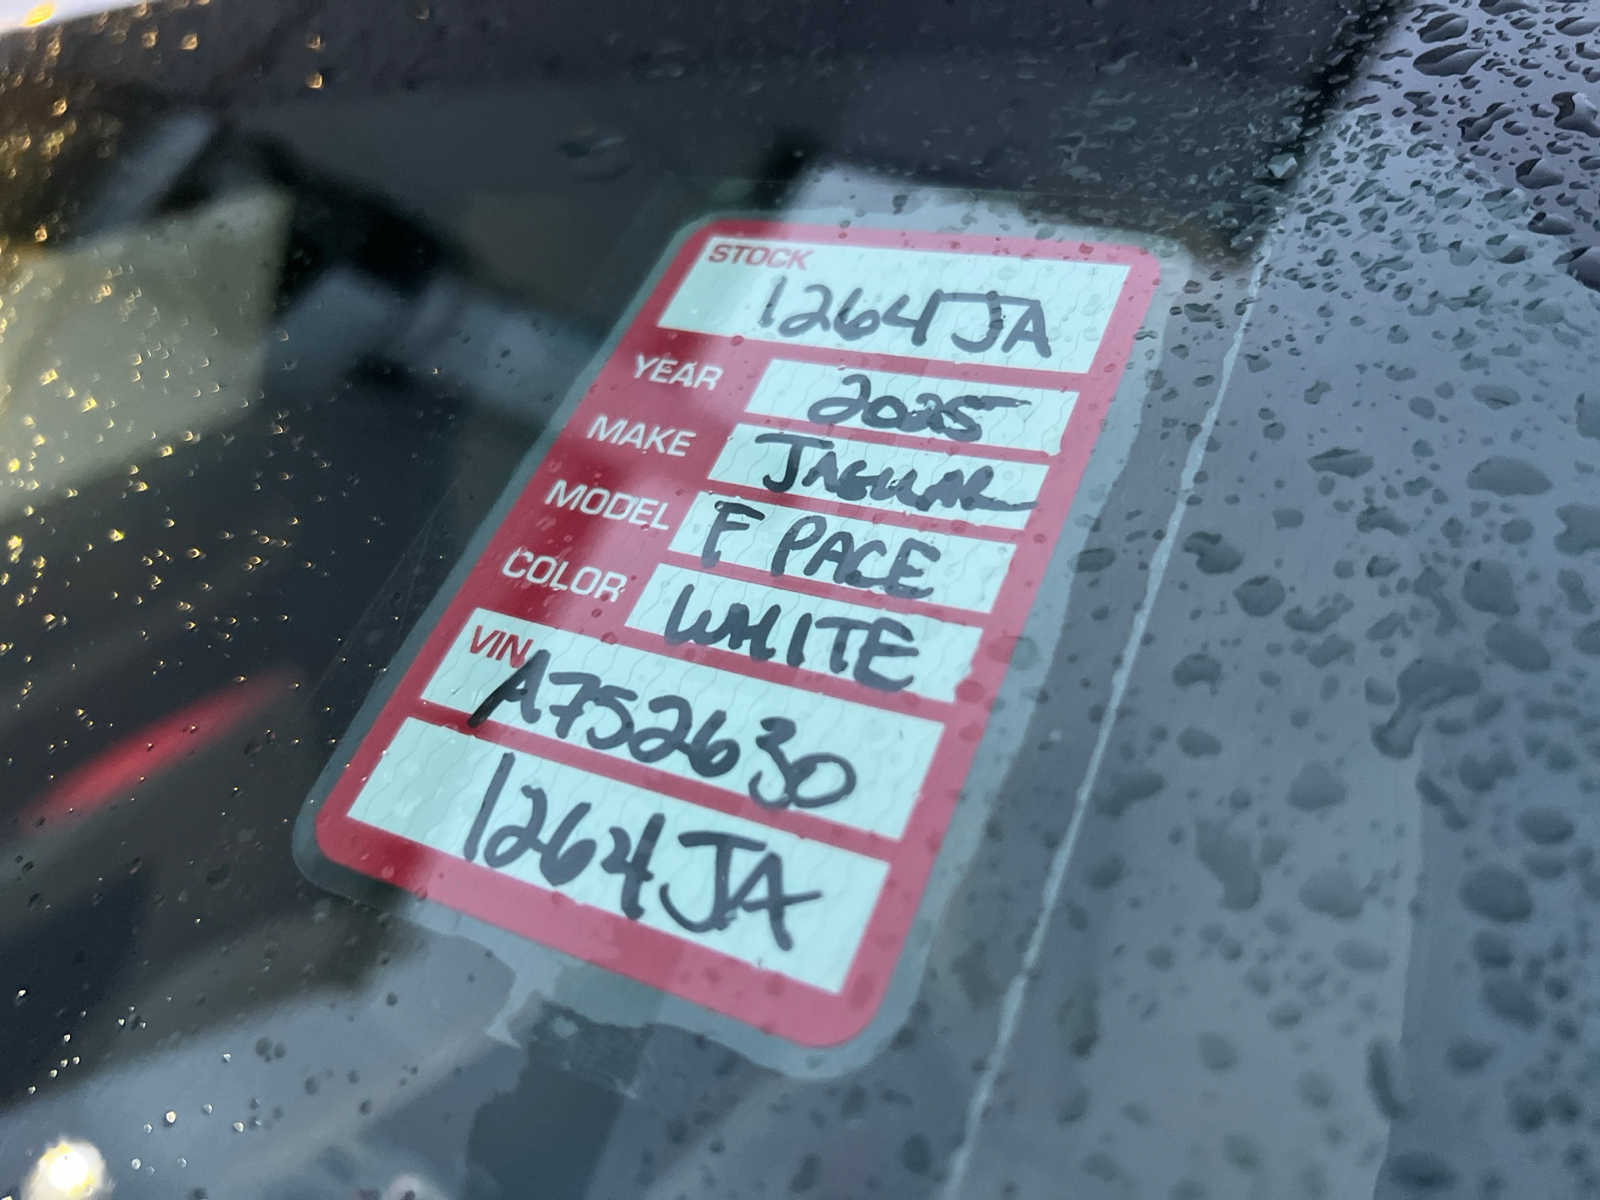 STOCK
1264JA
YEAR 2025
MAKE JAGUAR
MODEL F PACE
COLOR WHITE
VIN
A752630
1264JA